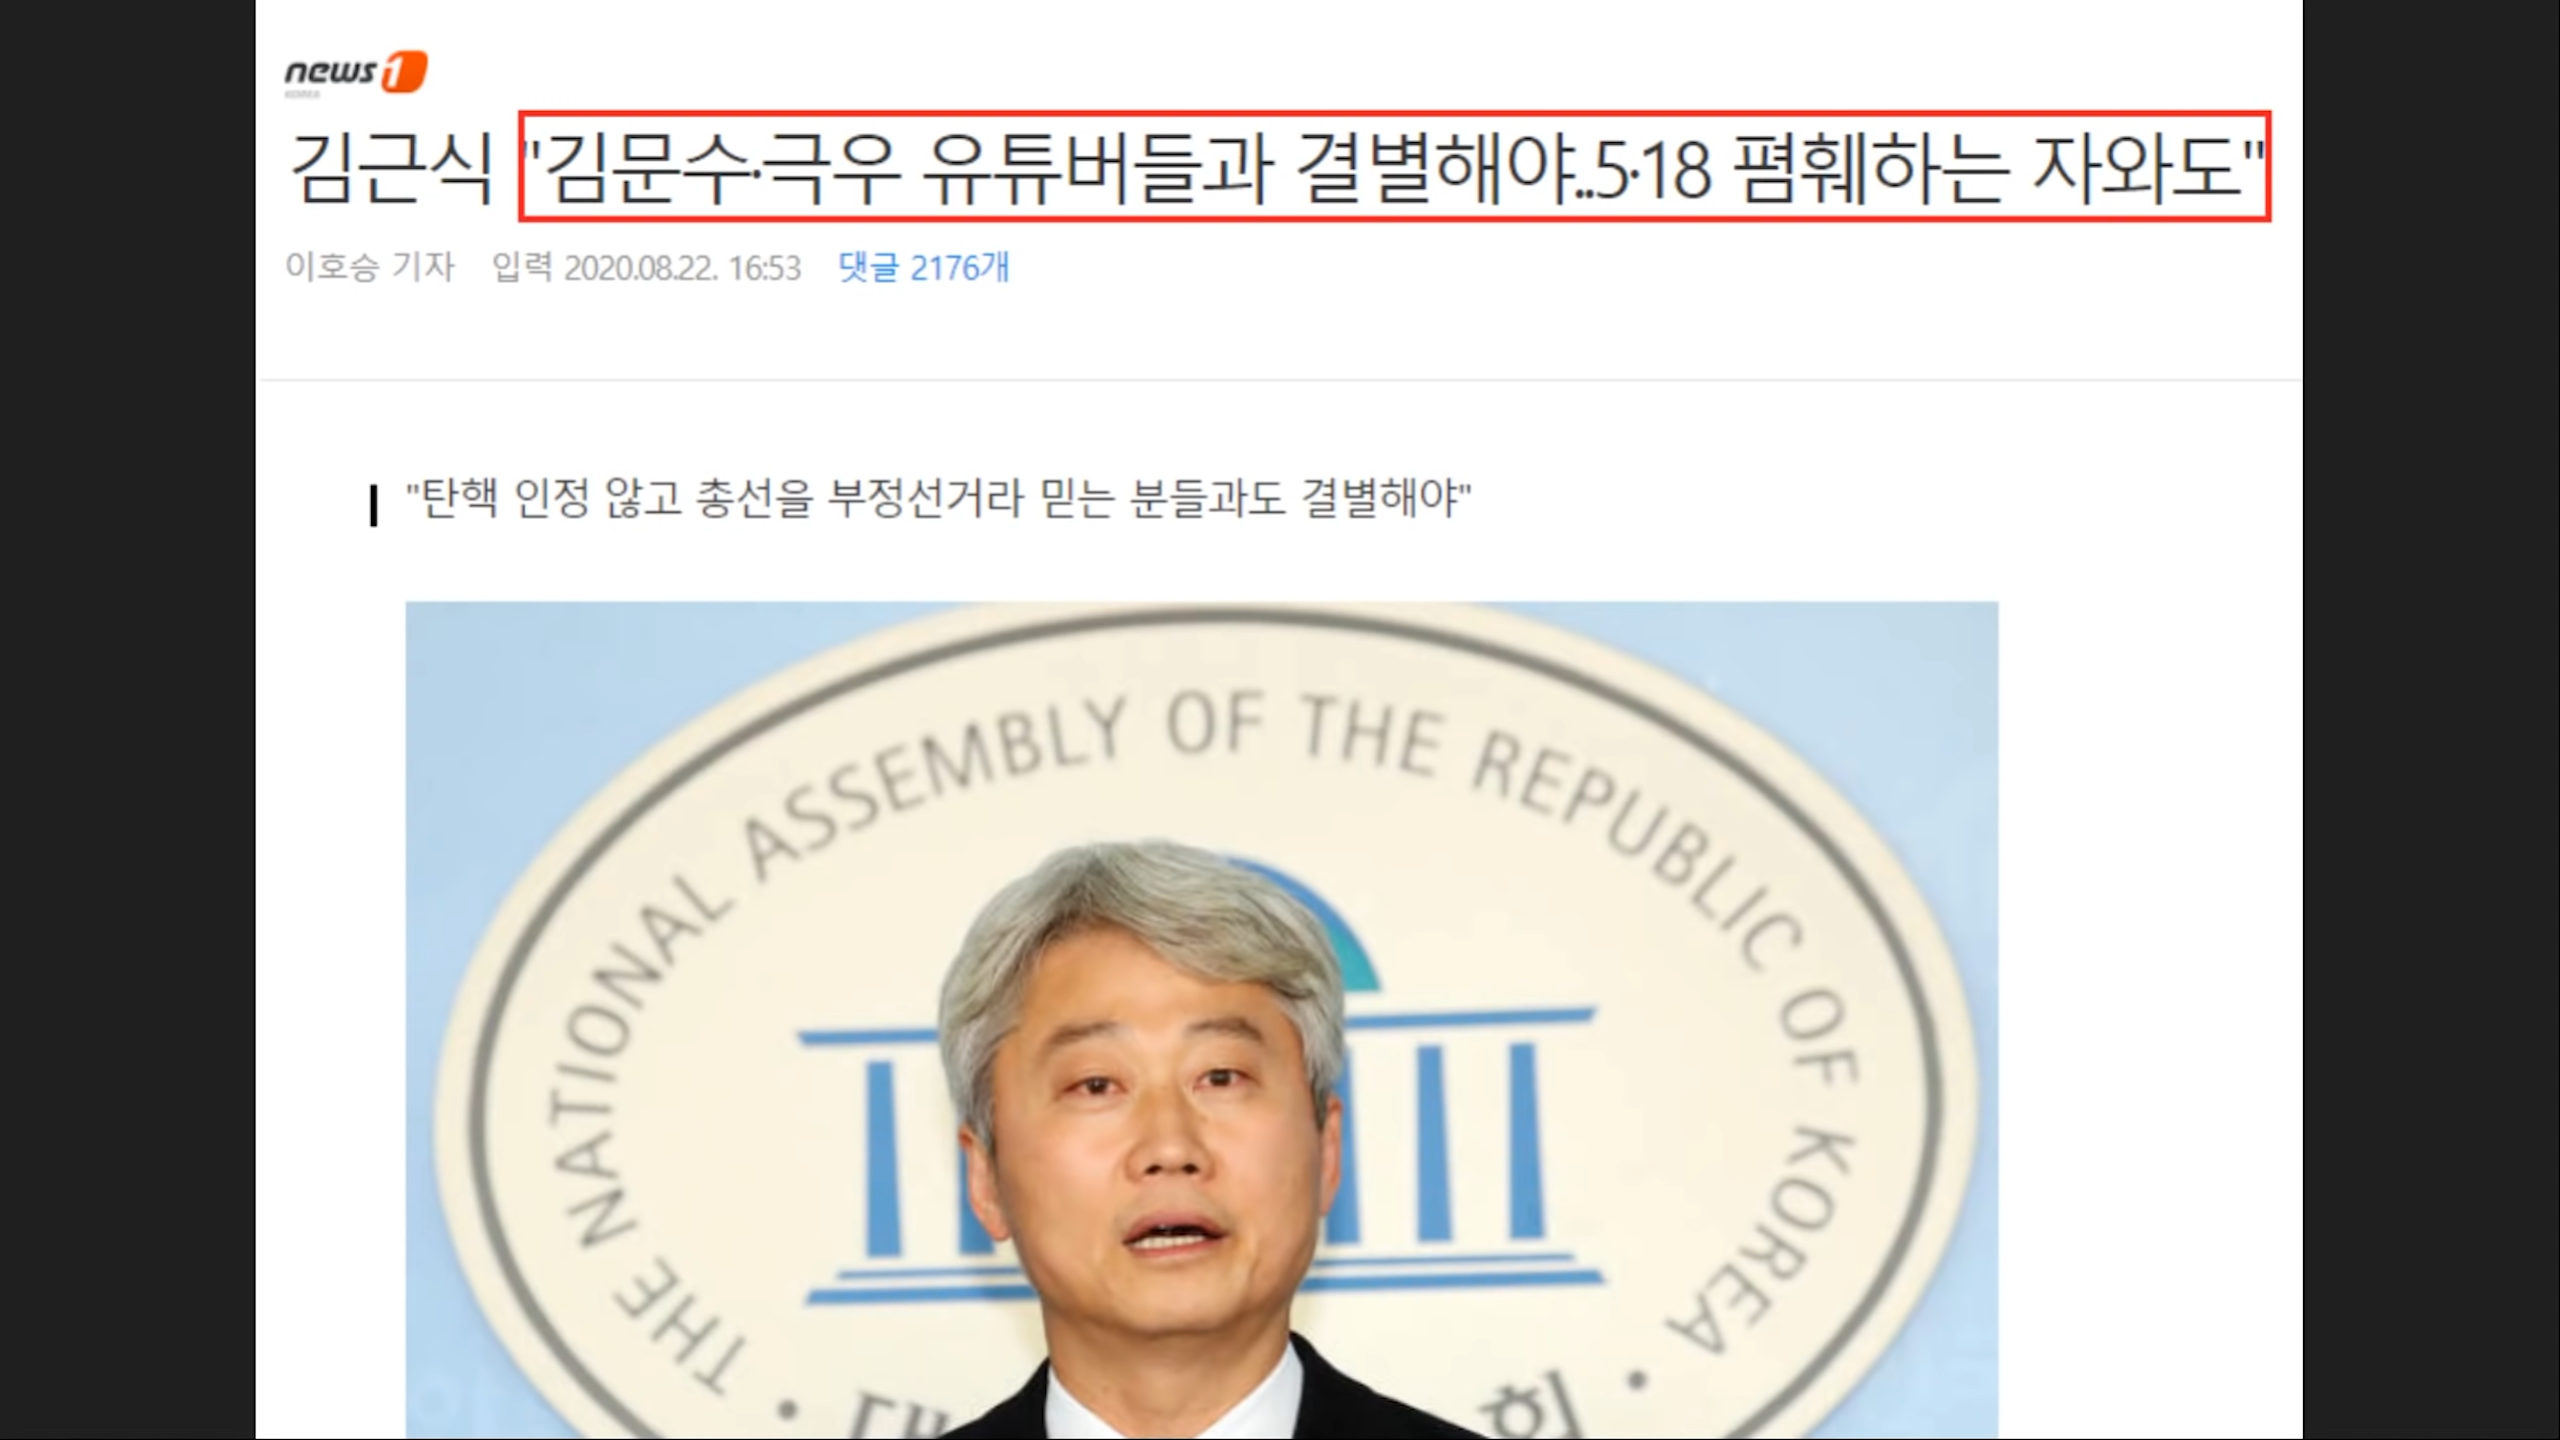 news1
KOREA
김근식 "김문수·극우 유튜버들과 결별해야..5·18 폄훼하는 자와도"
이호승 기자 입력 2020.08.22. 16:53 댓글 2176개
"탄핵 인정 않고 총선을 부정선거라 믿는 분들과도 결별해야"
THE NATIONAL ASSEMBLY OF THE REPUBLIC OF KOREA